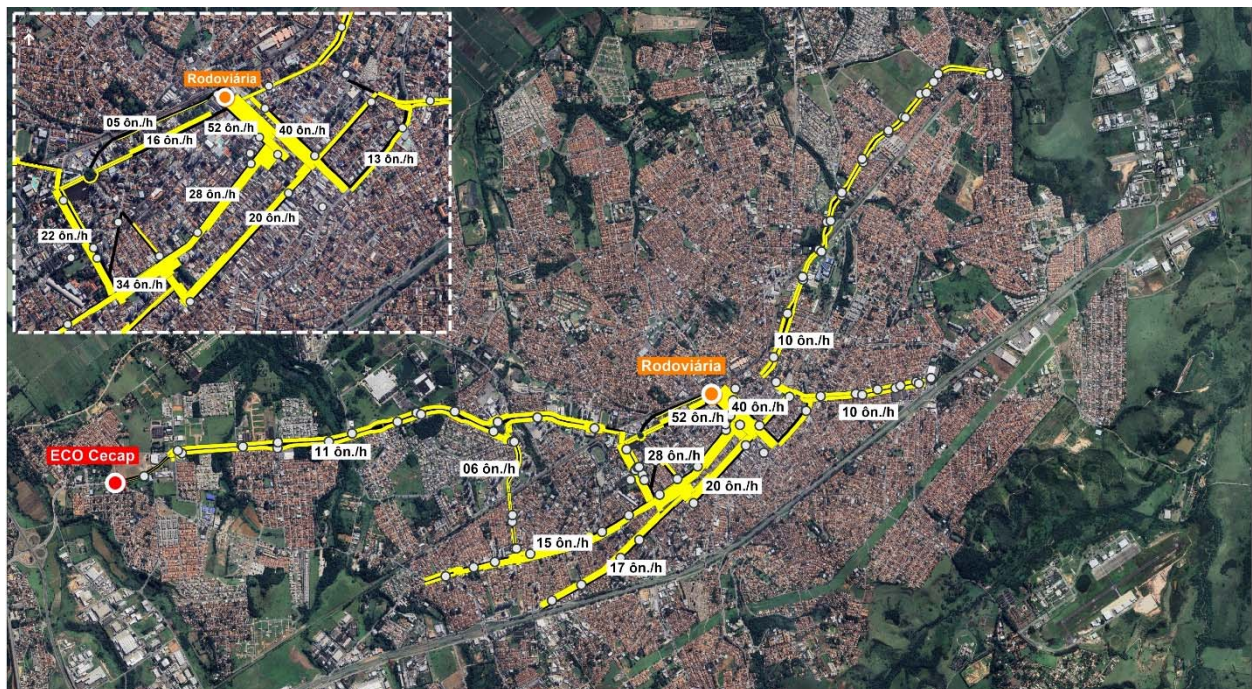 Rodoviária
05 ôn./h
16 ôn./h
52 ôn./h
40 ôn./h
13 ôn./h
28 ôn./h
20 ôn./h
22 ôn./h
34 ôn./h
10 ôn./h
Rodoviária
52 ôn./h
40 ôn./h
10 ôn./h
ECO Cecap
11 ôn./h
06 ôn./h
28 ôn./h
20 ôn./h
15 ôn./h
17 ôn./h